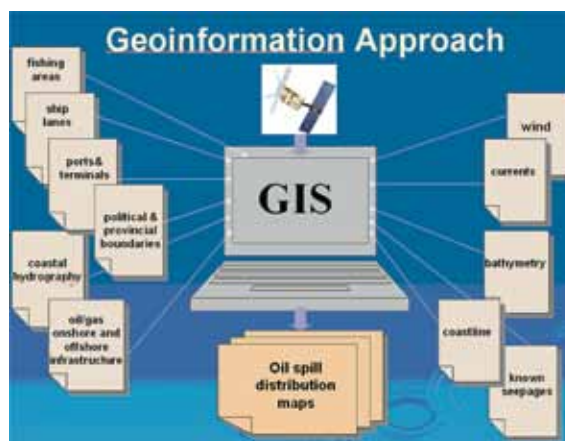 Geoinformation Approach
fishing
areas
ship
lanes
ports&
terminals
political &
provincial
boundaries
coastal
hydrography
oil/gas
onshore and
offshore
infrastructure
GIS
wind
currents
bathymetry
coastline
known
seepages
Oil spill
distribution
maps